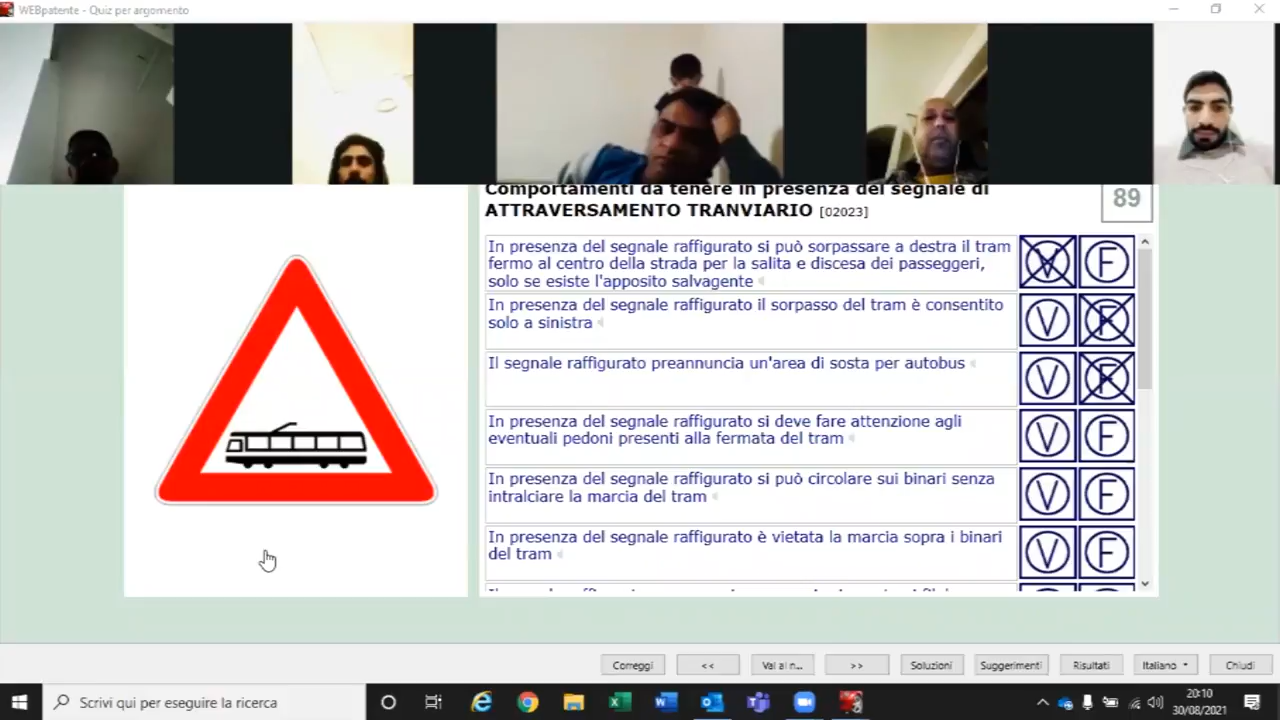 WEBpatente - Quiz per argomento
Comportamenti da tenere in presenza del segnale di
ATTRAVERSAMENTO TRANVIARIO [02023]
89
In presenza del segnale raffigurato si può sorpassare a destra il tram
fermo al centro della strada per la salita e discesa dei passeggeri,
solo se esiste l'apposito salvagente
V F
In presenza del segnale raffigurato il sorpasso del tram è consentito
solo a sinistra
V F
Il segnale raffigurato preannuncia un'area di sosta per autobus
V F
In presenza del segnale raffigurato si deve fare attenzione agli
eventuali pedoni presenti alla fermata del tram
V F
In presenza del segnale raffigurato si può circolare sui binari senza
intralciare la marcia del tram
V F
In presenza del segnale raffigurato è vietata la marcia sopra i binari
del tram
V F
Correggi << Vai al n... >> Soluzioni Suggerimenti Risultati Italiano Chiudi
Scrivi qui per eseguire la ricerca
20:10
30/08/2021